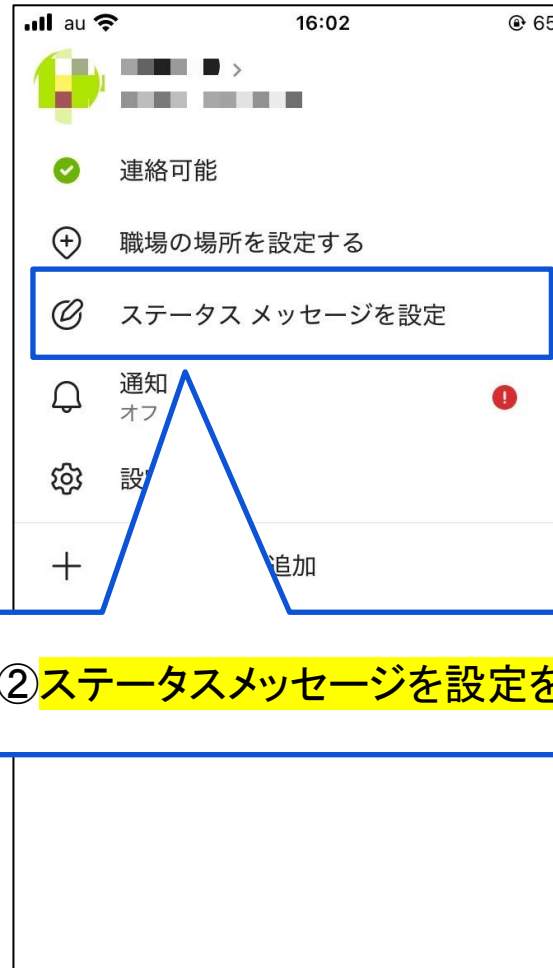 au 16:02 65
連絡可能
職場の場所を設定する
ステータス メッセージを設定
通知
オフ
設
追加
②ステータスメッセージを設定を